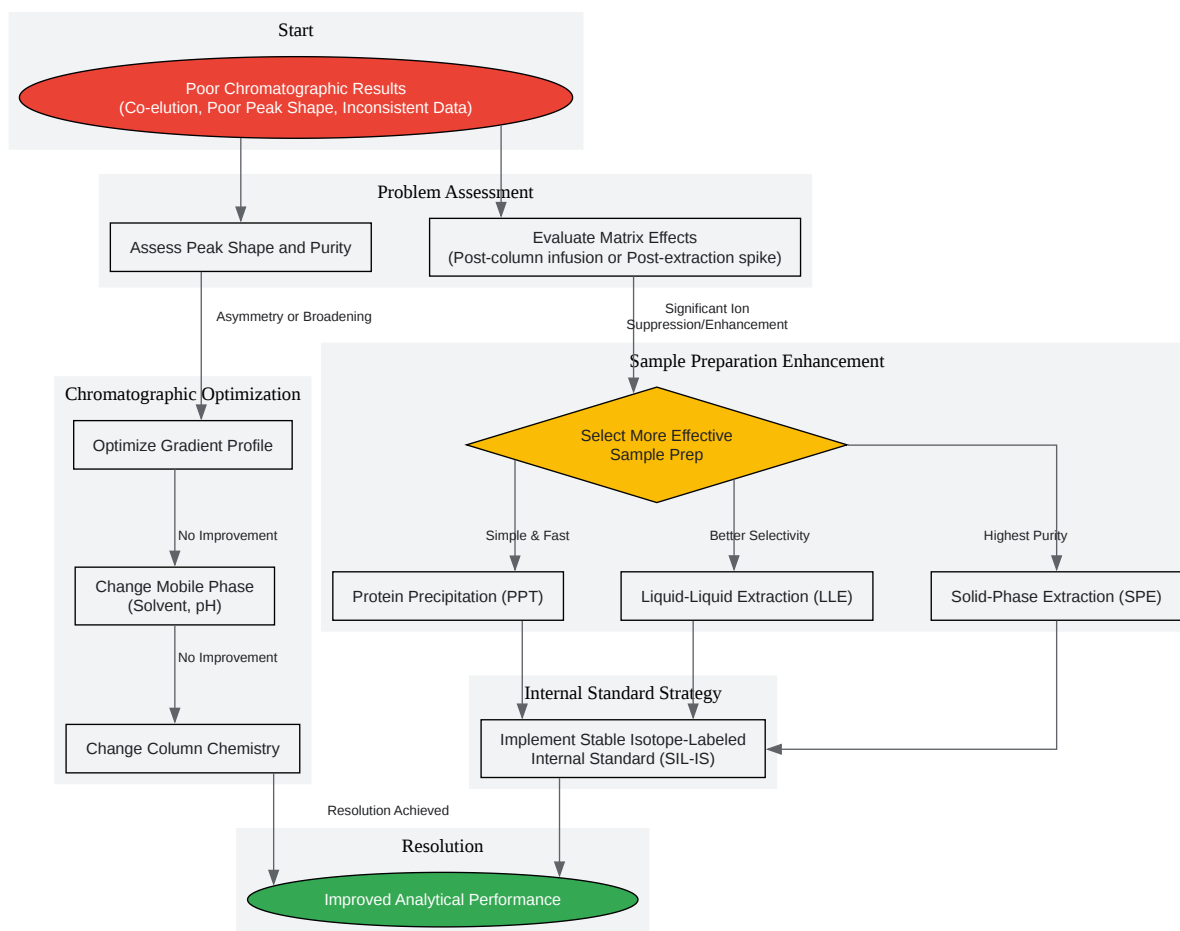 Start
Poor Chromatographic Results
(Co-elution, Poor Peak Shape, Inconsistent Data)
Problem Assessment
Assess Peak Shape and Purity
Evaluate Matrix Effects
(Post-column infusion or Post-extraction spike)
Asymmetry or Broadening
Significant Ion
Suppression/Enhancement
Sample Preparation Enhancement
Chromatographic Optimization
Optimize Gradient Profile
Select More Effective
Sample Prep
No Improvement
Simple & Fast
Better Selectivity
Highest Purity
Change Mobile Phase
(Solvent, pH)
Protein Precipitation (PPT)
Liquid-Liquid Extraction (LLE)
Solid-Phase Extraction (SPE)
No Improvement
Internal Standard Strategy
Change Column Chemistry
Implement Stable Isotope-Labeled
Internal Standard (SIL-IS)
Resolution Achieved
Resolution
Improved Analytical Performance